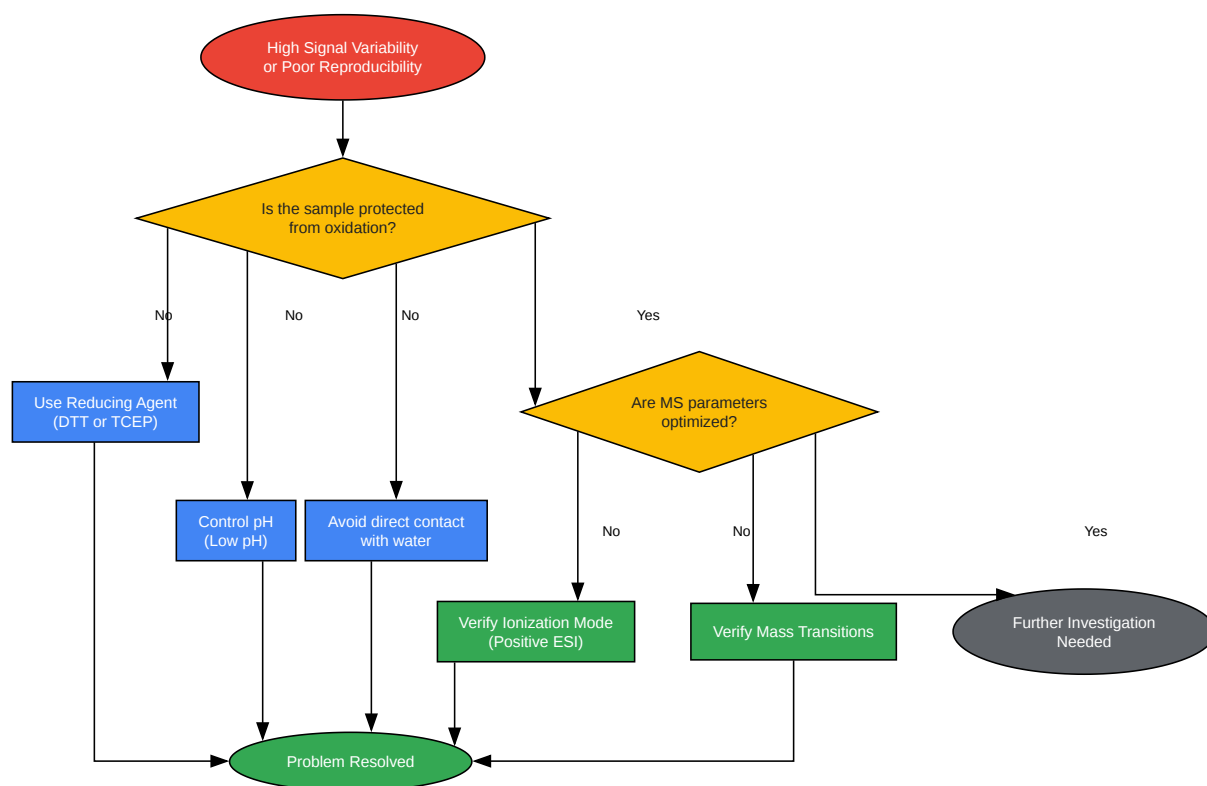 High Signal Variability
or Poor Reproducibility
Is the sample protected
from oxidation?
No
No
No
Yes
Use Reducing Agent
(DTT or TCEP)
Are MS parameters
optimized?
Control pH
(Low pH)
Avoid direct contact
with water
No
No
Yes
Verify Ionization Mode
(Positive ESI)
Verify Mass Transitions
Further Investigation
Needed
Problem Resolved